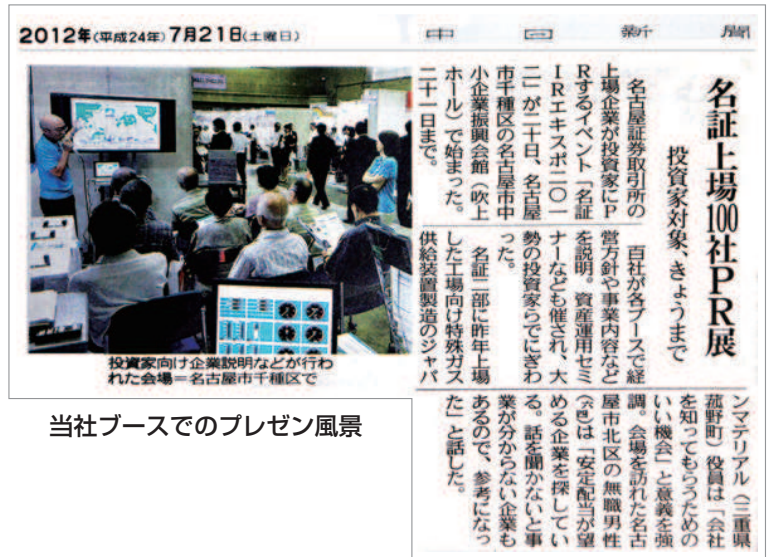 2012年(平成24年)7月21日(土曜日)
中日新聞
名証上場100社PR展
投資家対象、きょうまで
名古屋証券取引所の
上場企業が投資家にP
Rするイベント「名証
IRエキスポ二〇一
二」が二十日、名古屋
市千種区の名古屋市中
小企業振興会館(吹上
ホール)で始まった。
二十一日まで。
百社が各ブースで経
営方針や事業内容など
を説明。資産運用セミ
ナーなども催され、大
勢の投資家らでにぎわ
った。
名証二部に昨年上場
した工場向け特殊ガス
供給装置製造のジャパ
ンマテリアル(三重県
菰野町)役員は「会社
を知ってもらうための
いい機会」と意義を強
調。会場を訪れた名古
屋市北区の無職男性
は「安定配当が望
める企業を探してい
る。話を聞かないと事
業が分からない企業も
あるので、参考になっ
た」と話した。
投資家向け企業説明などが行わ
れた会場＝名古屋市千種区で
当社ブースでのプレゼン風景